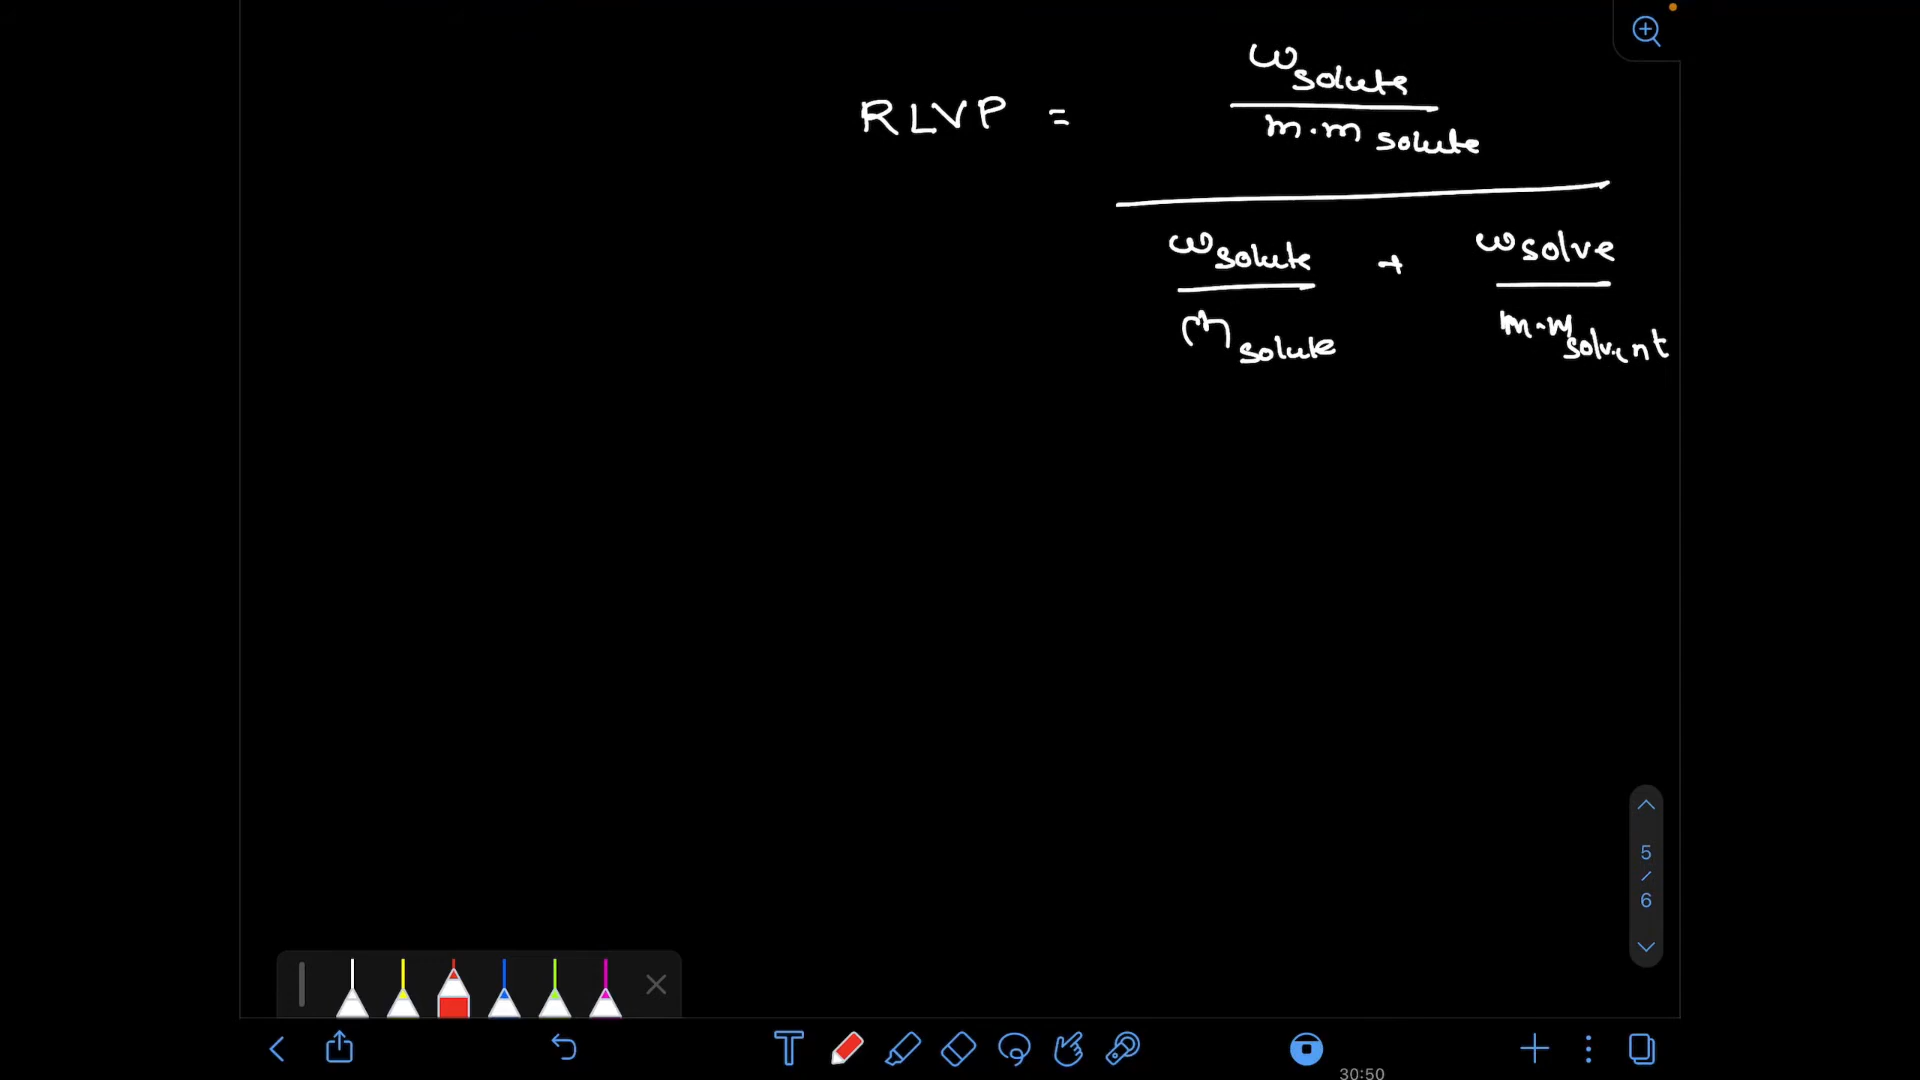 ω solute
RLVP =
m.m solute
ω solute + ω solve
m solute m.m solvent
5
/
6
T
30:50